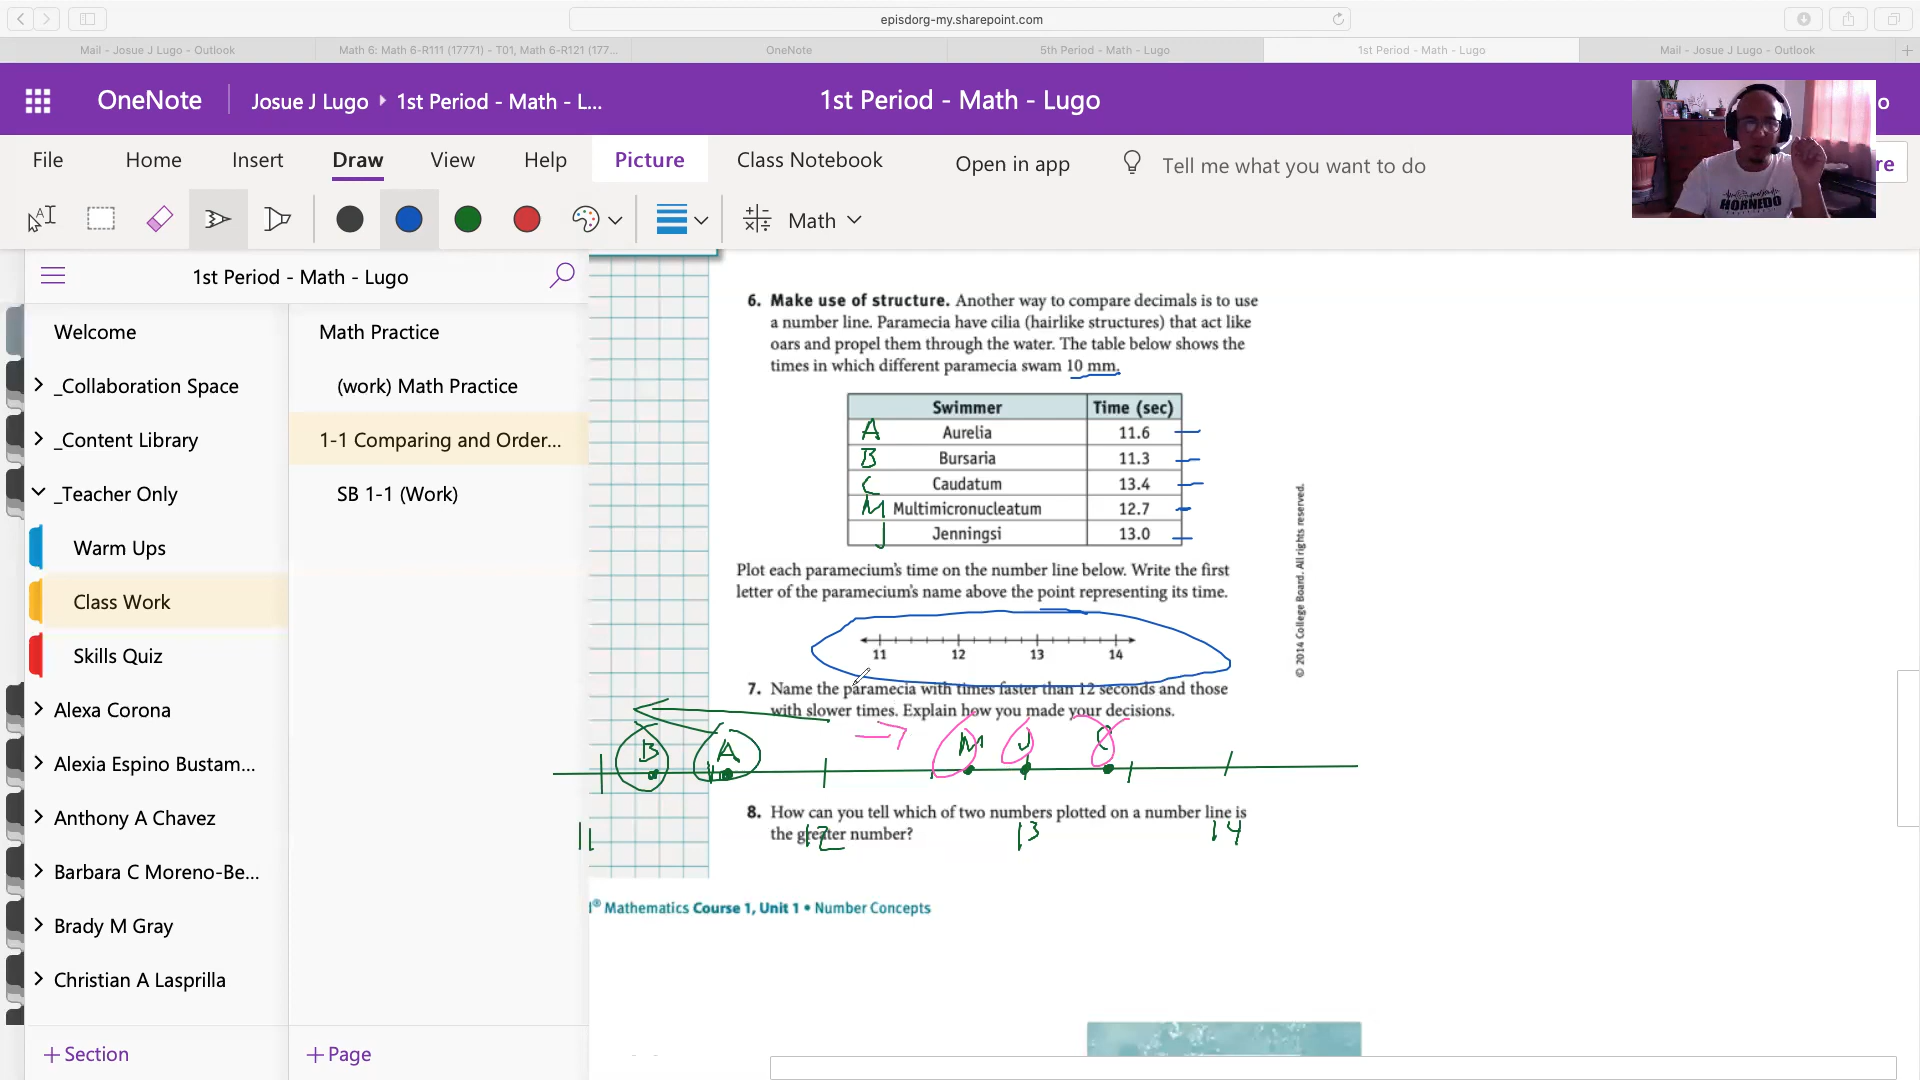 episdorg-my.sharepoint.com
Mail - Josue J Lugo - Outlook
Math 6: Math 6-R111 (17771) - T01, Math 6-R121 (177...
OneNote
5th Period - Math - Lugo
1st Period - Math - Lugo
Mail - Josue J Lugo - Outlook
OneNote
Josue J Lugo
1st Period - Math - L...
1st Period - Math - Lugo
HORNEDO
File
Home
Insert
Draw
View
Help
Picture
Class Notebook
Open in app
Tell me what you want to do
Math
1st Period - Math - Lugo
Welcome
_Collaboration Space
_Content Library
_Teacher Only
Warm Ups
Class Work
Skills Quiz
Alexa Corona
Alexia Espino Bustam...
Anthony A Chavez
Barbara C Moreno-Be...
Brady M Gray
Christian A Lasprilla
+ Section
Math Practice
(work) Math Practice
1-1 Comparing and Order...
SB 1-1 (Work)
+ Page
6. Make use of structure. Another way to compare decimals is to use
a number line. Paramecia have cilia (hairlike structures) that act like
oars and propel them through the water. The table below shows the
times in which different paramecia swam 10 mm.
Swimmer Time (sec)
A Aurelia 11.6
B Bursaria 11.3
C Caudatum 13.4
M Multimicronucleatum 12.7
J Jenningsi 13.0
Plot each paramecium's time on the number line below. Write the first
letter of the paramecium's name above the point representing its time.
11 12 13 14
7. Name the paramecia with times faster than 12 seconds and those
with slower times. Explain how you made your decisions.
B A M J C
8. How can you tell which of two numbers plotted on a number line is
the greater number?
11 12 13 14
® Mathematics Course 1, Unit 1 • Number Concepts
© 2014 College Board. All rights reserved.